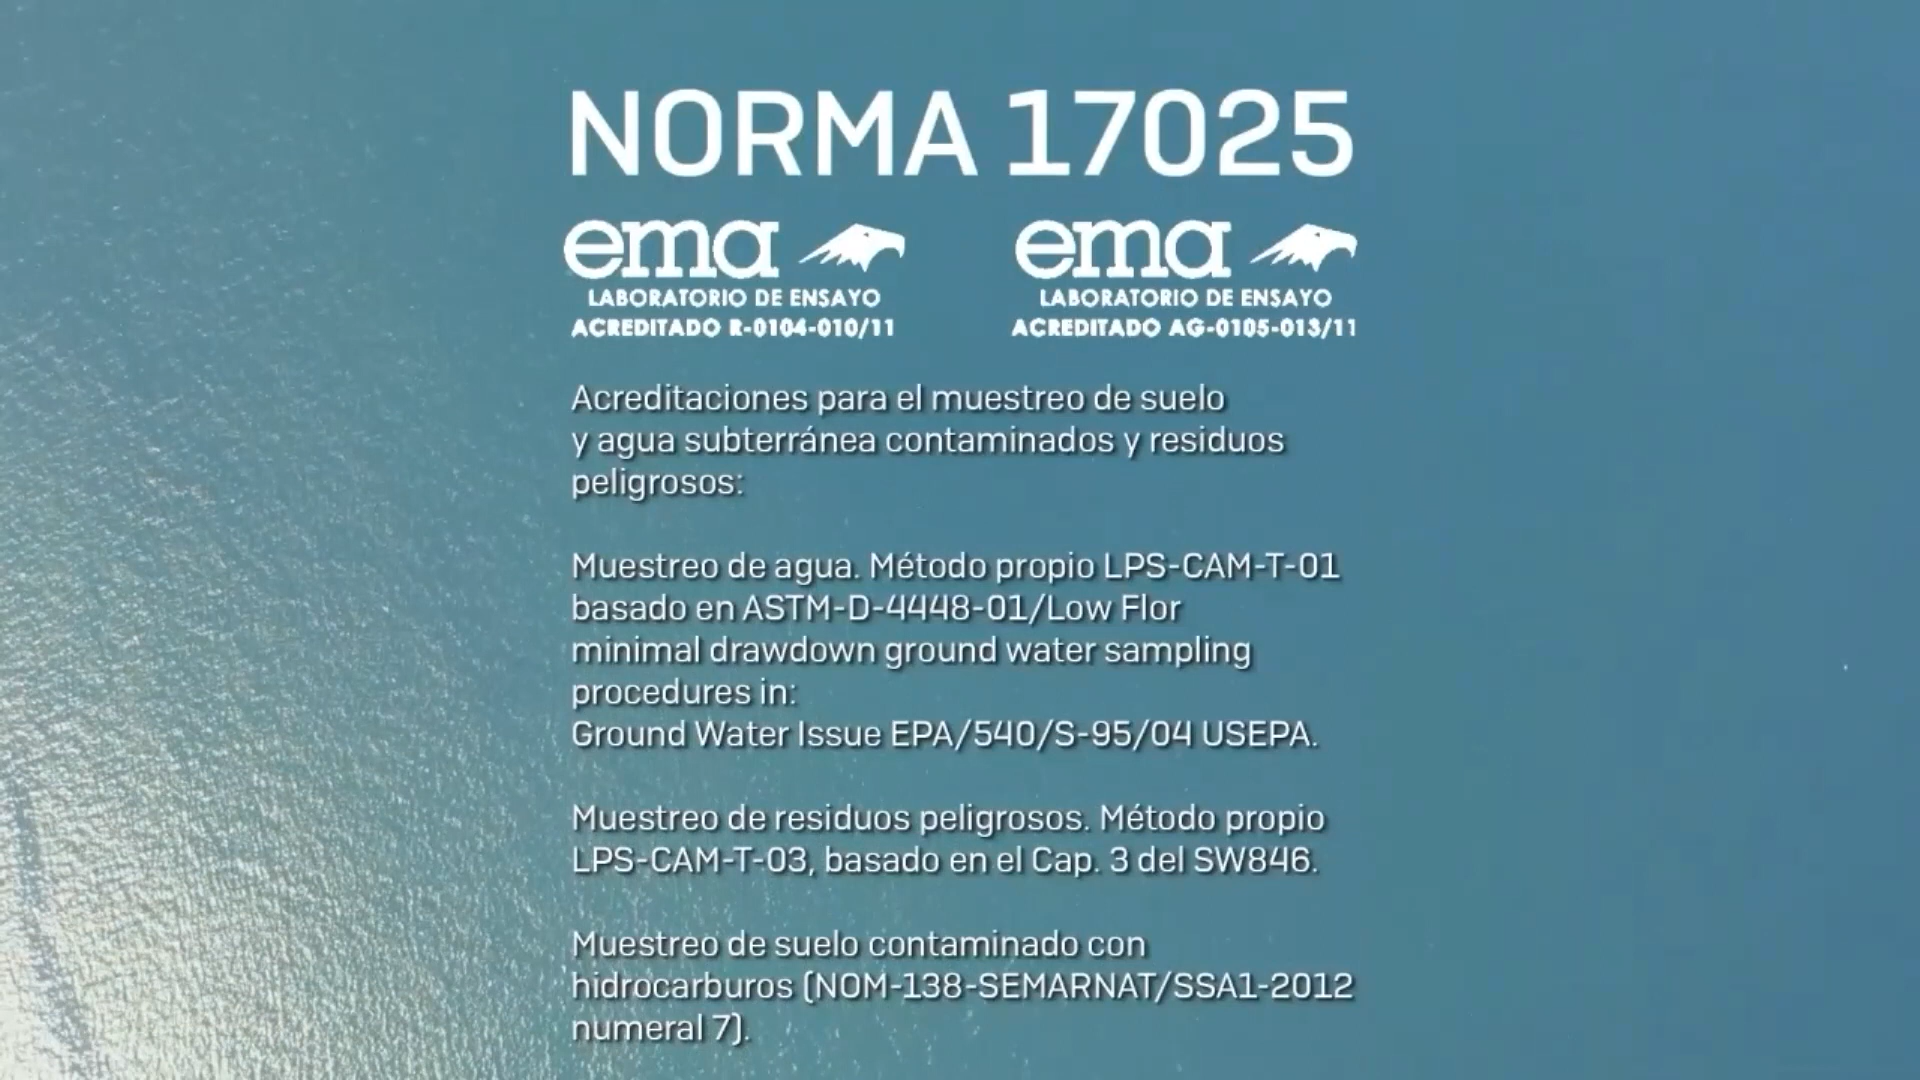 NORMA 17025
ema ema
LABORATORIO DE ENSAYO LABORATORIO DE ENSAYO
ACREDITADO R-0104-010/11 ACREDITADO AG-0105-013/11
Acreditaciones para el muestreo de suelo
y agua subterránea contaminados y residuos
peligrosos:
Muestreo de agua. Método propio LPS-CAM-T-01
basado en ASTM-D-4448-01/Low Flor
minimal drawdown ground water sampling
procedures in:
Ground Water Issue EPA/540/S-95/04 USEPA.
Muestreo de residuos peligrosos. Método propio
LPS-CAM-T-03, basado en el Cap. 3 del SW846.
Muestreo de suelo contaminado con
hidrocarburos (NOM-138-SEMARNAT/SSA1-2012
numeral 7).